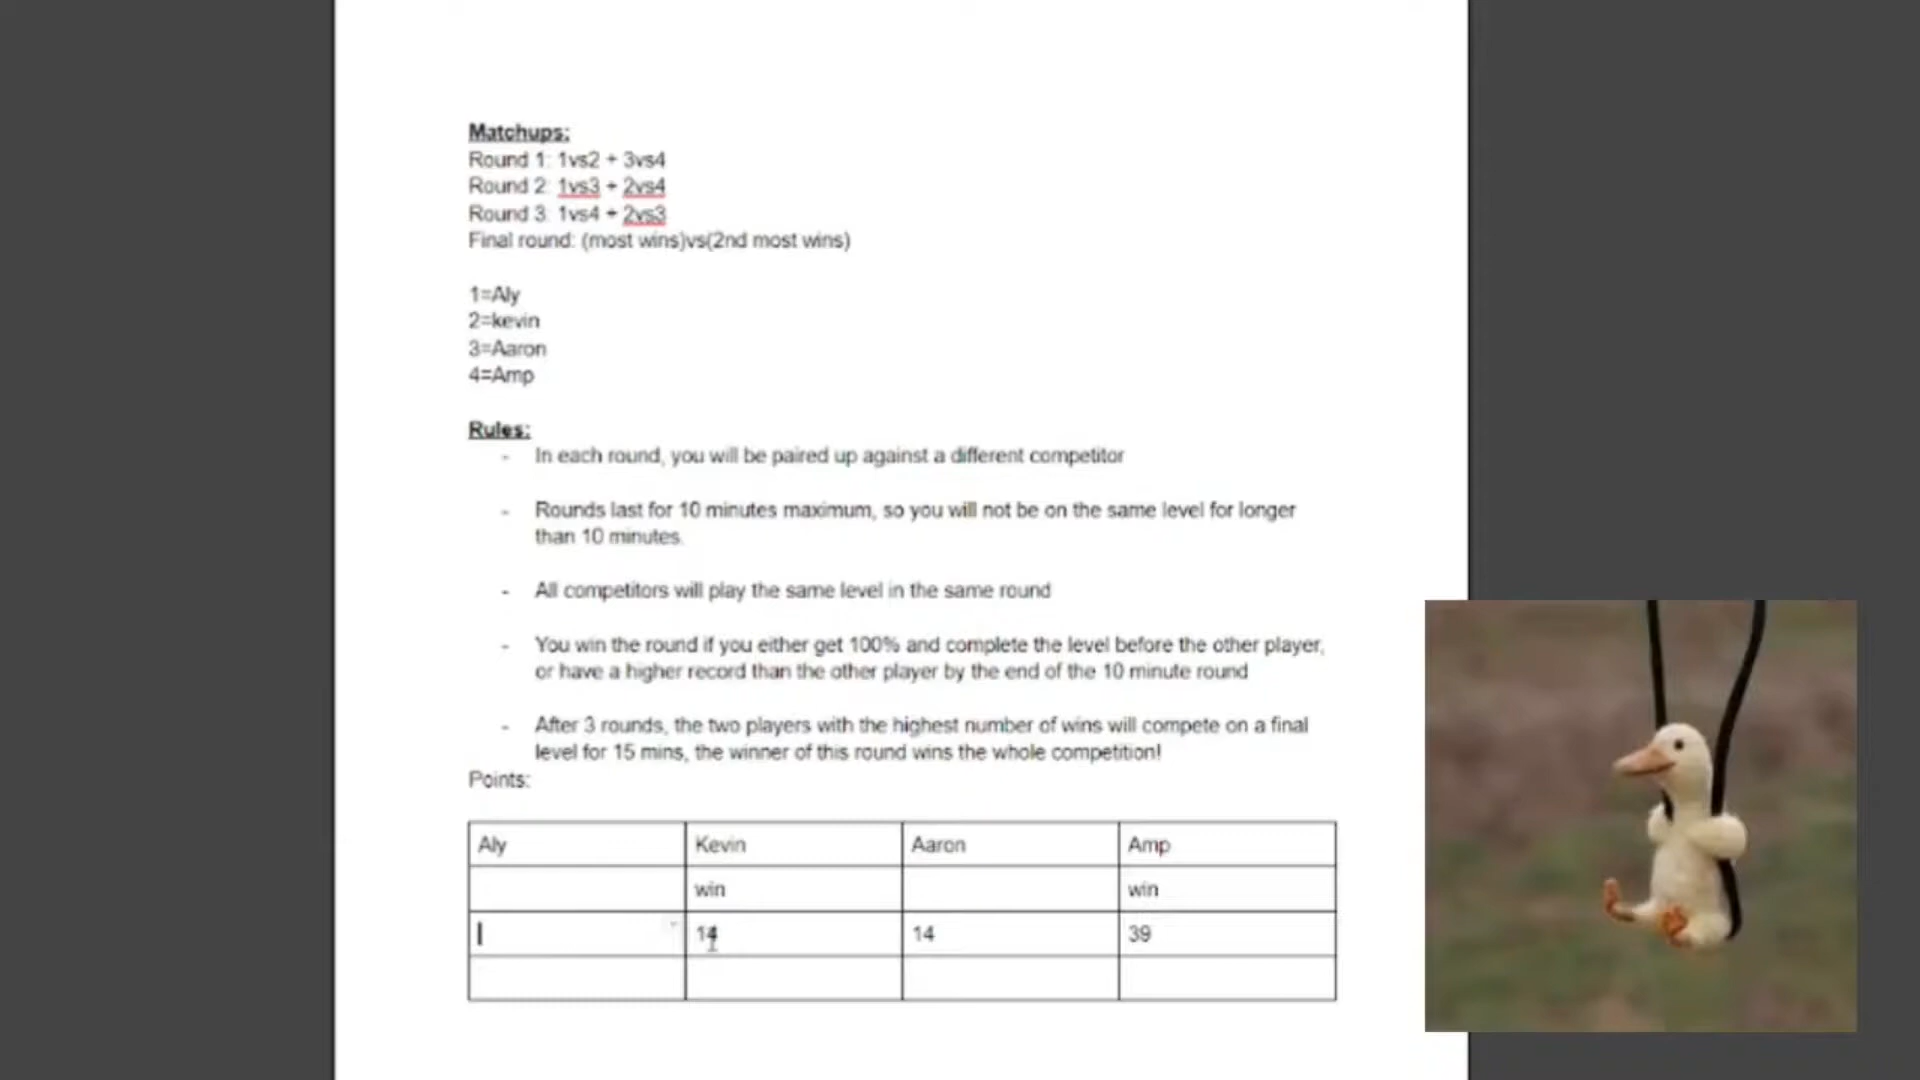 Matchups:
Round 1: 1vs2 + 3vs4
Round 2: 1vs3 + 2vs4
Round 3: 1vs4 + 2vs3
Final round: (most wins)vs(2nd most wins)
1=Aly
2=kevin
3=Aaron
4=Amp
Rules:
- In each round, you will be paired up against a different competitor
- Rounds last for 10 minutes maximum, so you will not be on the same level for longer
than 10 minutes.
- All competitors will play the same level in the same round
- You win the round if you either get 100% and complete the level before the other player,
or have a higher record than the other player by the end of the 10 minute round
- After 3 rounds, the two players with the highest number of wins will compete on a final
level for 15 mins, the winner of this round wins the whole competition!
Points:
Aly Kevin Aaron Amp
win win
14 14 39